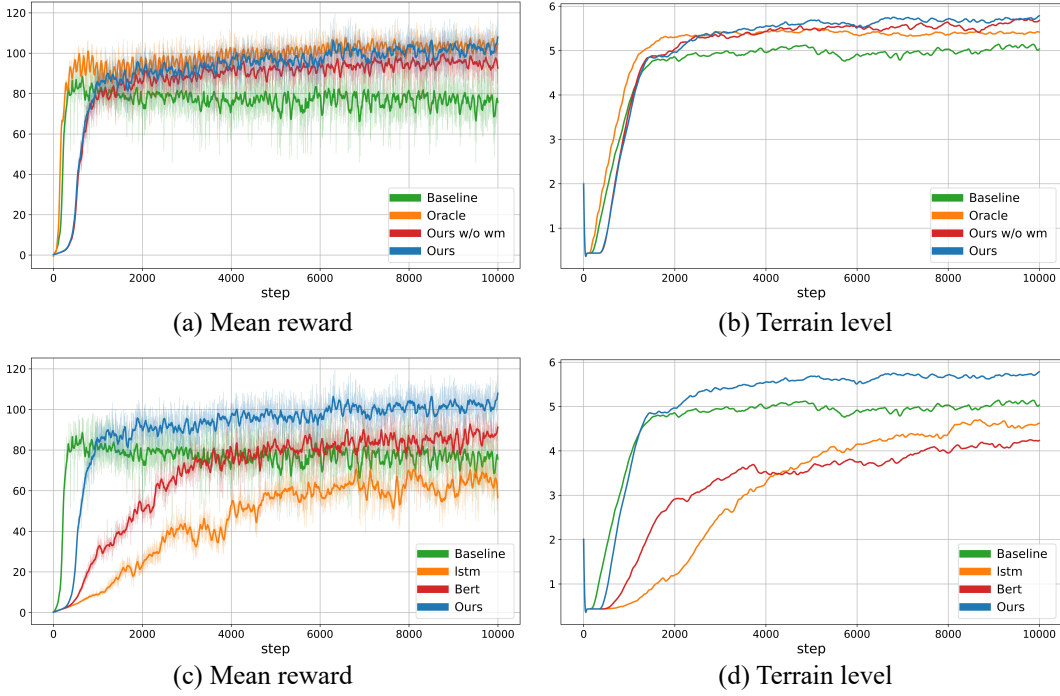 120
100
80
60
40
20
0
0 2000 4000 6000 8000 10000
step
Baseline
Oracle
Ours w/o wm
Ours
(a) Mean reward
6
5
4
3
2
1
0 2000 4000 6000 8000 10000
step
Baseline
Oracle
Ours w/o wm
Ours
(b) Terrain level
120
100
80
60
40
20
0
0 2000 4000 6000 8000 10000
step
Baseline
lstm
Bert
Ours
(c) Mean reward
6
5
4
3
2
1
0 2000 4000 6000 8000 10000
step
Baseline
lstm
Bert
Ours
(d) Terrain level